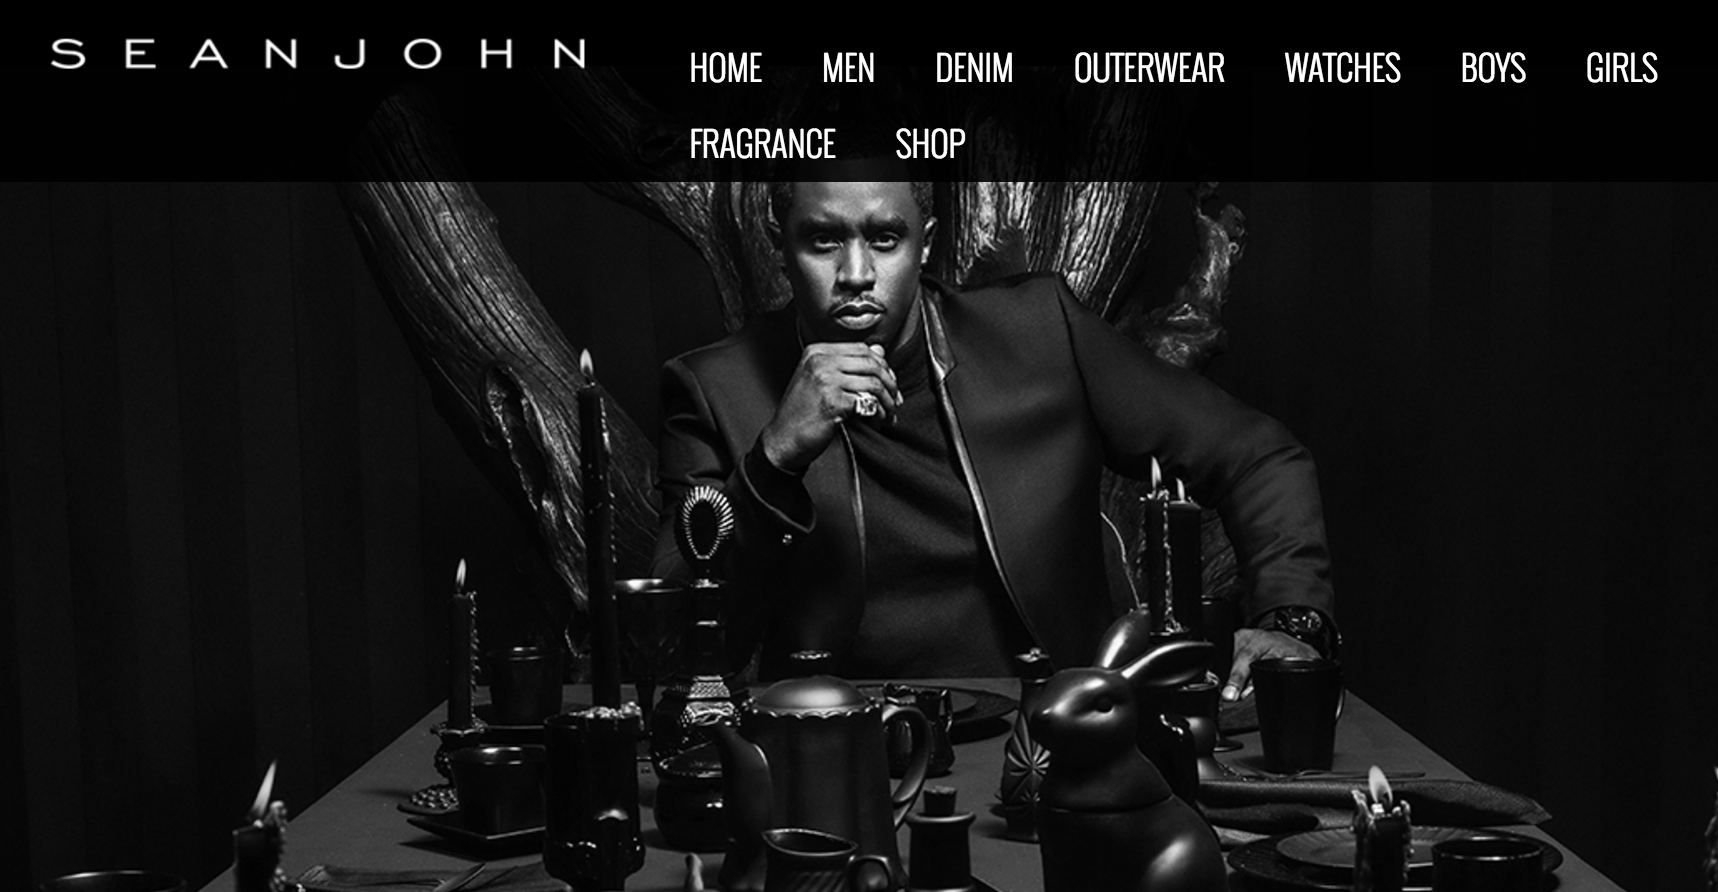 SEANJOHN
HOME MEN DENIM OUTERWEAR WATCHES BOYS GIRLS
FRAGRANCE SHOP